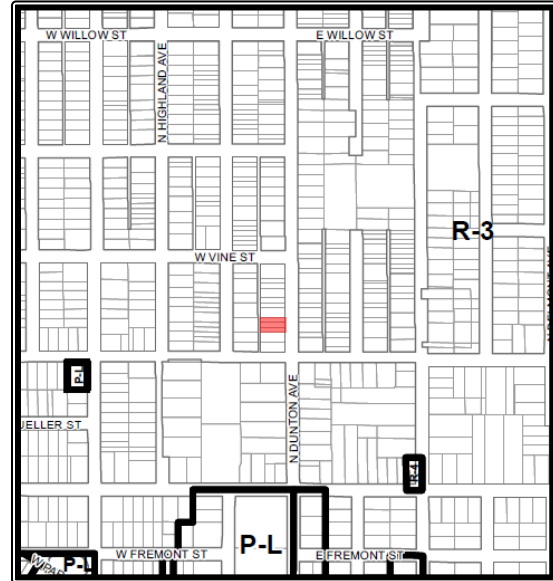 W WILLOW ST
E WILLOW ST
N HIGHLAND AVE
R-3
W VINE ST
P-L
UELLER ST
N DUNTON AVE
R-4
P-L
W FREMONT ST
E FREMONT ST
P-L